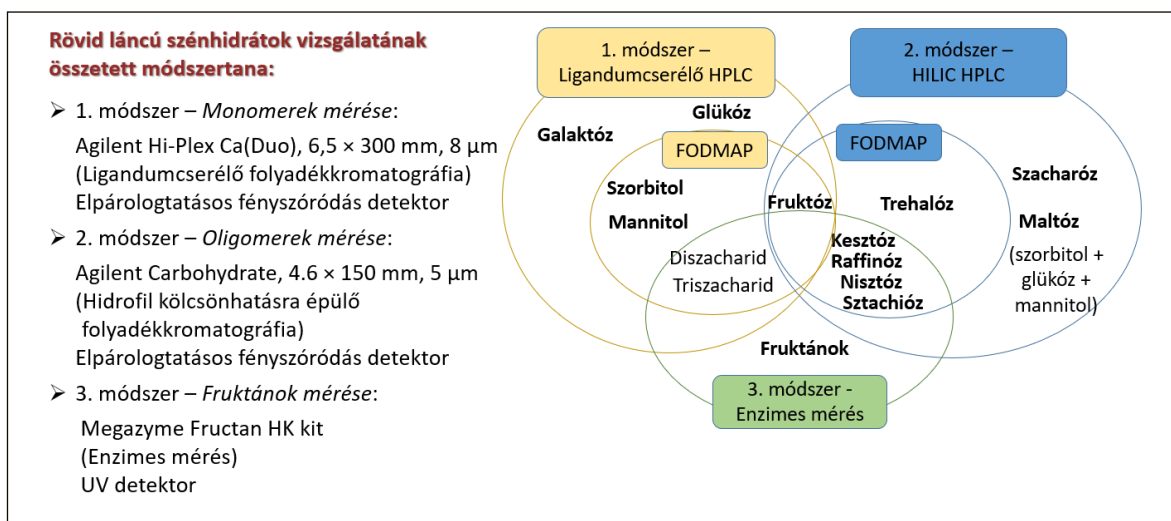 Rövid láncú szénhidrátok vizsgálatának
összetett módszertana:
➢ 1. módszer – Monomerek mérése:
Agilent Hi-Plex Ca(Duo), 6,5 × 300 mm, 8 µm
(Ligandumcserélő folyadékkromatográfia)
Elpárologtatásos fényszóródás detektor
➢ 2. módszer – Oligomerek mérése:
Agilent Carbohydrate, 4.6 × 150 mm, 5 µm
(Hidrofil kölcsönhatásra épülő
folyadékkromatográfia)
Elpárologtatásos fényszóródás detektor
➢ 3. módszer – Fruktánok mérése:
Megazyme Fructan HK kit
(Enzimes mérés)
UV detektor
1. módszer –
Ligandumcserélő HPLC
2. módszer –
HILIC HPLC
Glükóz
Galaktóz
FODMAP
FODMAP
Szorbitol
Mannitol
Fruktóz
Trehalóz
Szacharóz
Maltóz
(szorbitol +
glükóz +
mannitol)
Diszacharid
Triszacharid
Kesztóz
Raffinóz
Nisztóz
Sztachióz
Fruktánok
3. módszer -
Enzimes mérés